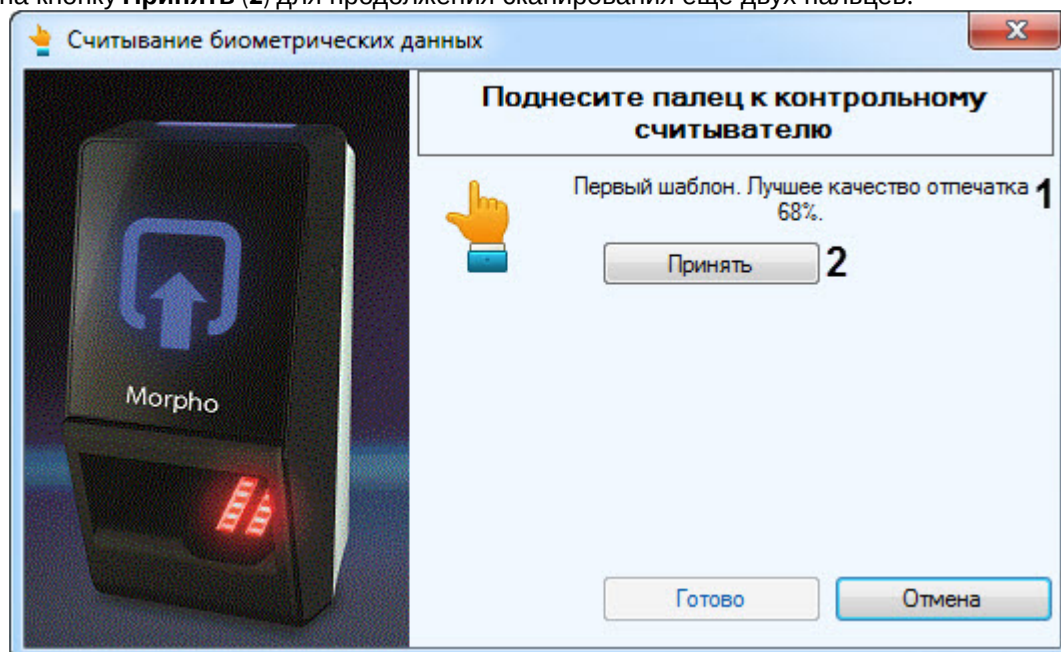 на кнопку Принять (2) для продолжения сканирования еще двух пальцев.
Считывание биометрических данных
Поднесите палец к контрольному
считывателю
Первый шаблон. Лучшее качество отпечатка 1
68%.
Принять 2
Morpho
Готово Отмена